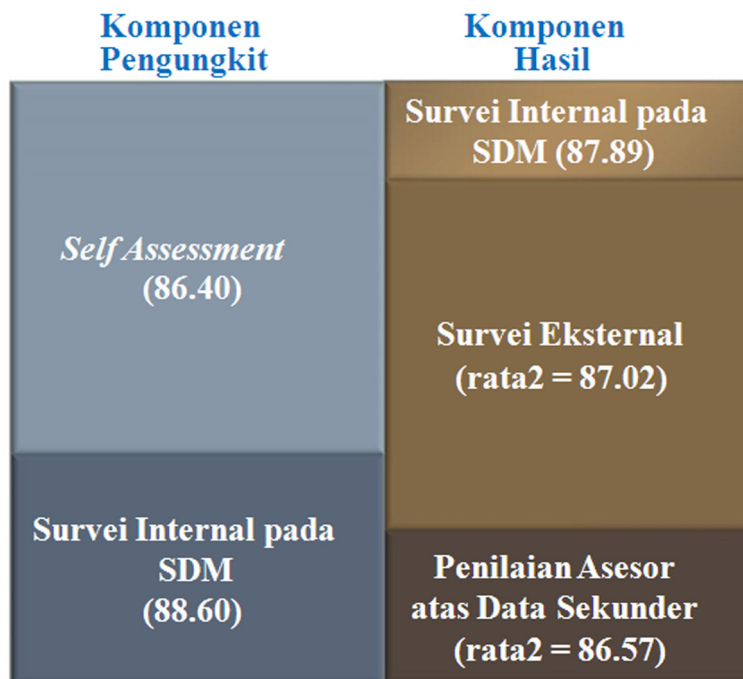 Komponen
Pengungkit
Komponen
Hasil
Self Assessment
(86.40)
Survei Internal pada
SDM
(88.60)
Survei Internal pada
SDM (87.89)
Survei Eksternal
(rata2 = 87.02)
Penilaian Asesor
atas Data Sekunder
(rata2 = 86.57)